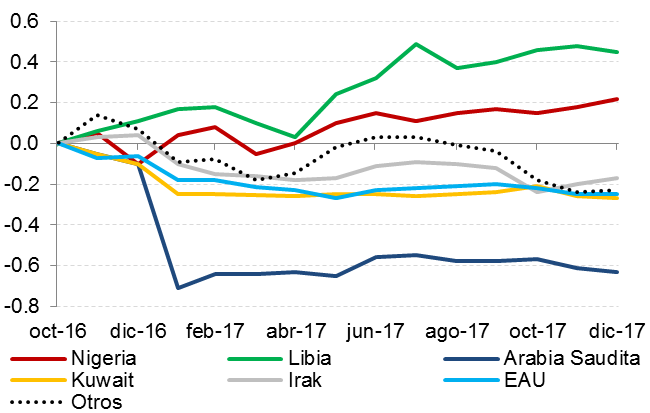 0.6
0.4
0.2
0.0
-0.2
-0.4
-0.6
-0.8
oct-16 dic-16 feb-17 abr-17 jun-17 ago-17 oct-17 dic-17
Nigeria Libia Arabia Saudita
Kuwait Irak EAU
Otros